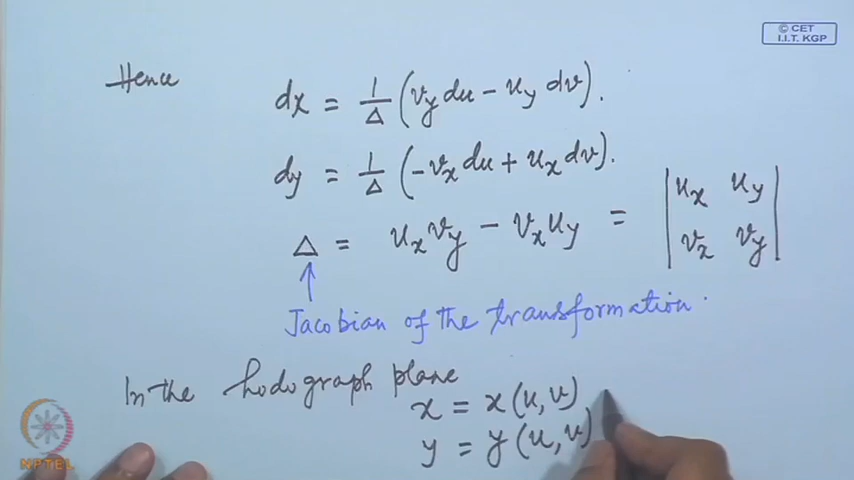 © CET
I.I.T. KGP
Hence
dx = 1/Δ (v_y du - u_y dv).
dy = 1/Δ (-v_x du + u_x dv).
Δ = u_x v_y - v_x u_y = | u_x u_y |
| v_x v_y |
↑
Jacobian of the transformation.
In the hodograph plane
x = x(u, v)
y = y(u, v)
NPTEL